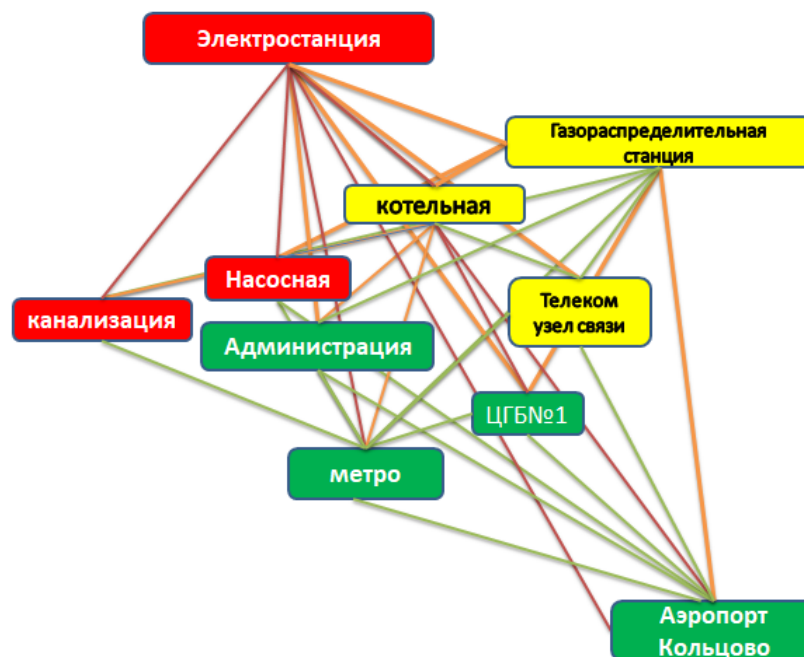 Электростанция
Газораспределительная
станция
котельная
Насосная
канализация
Телеком
узел связи
Администрация
ЦГБ№1
метро
Аэропорт
Кольцово